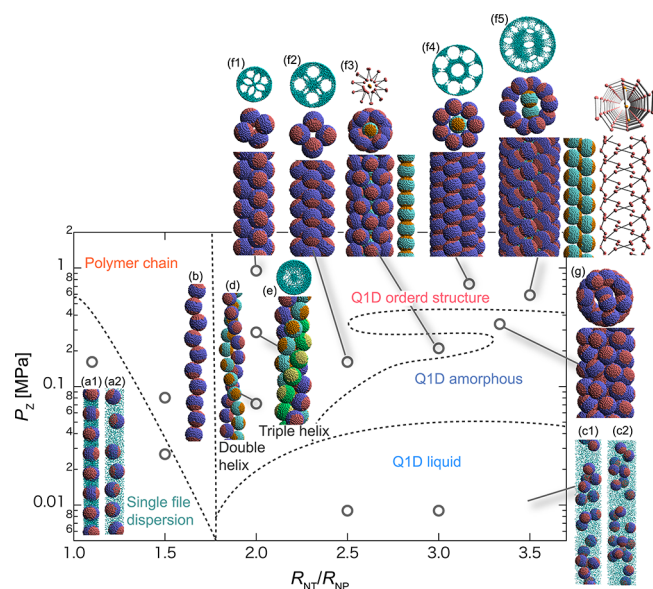 (f1)
(f2)
(f3)
(f4)
(f5)
2
1
8
6
4
2
0.1
8
6
4
2
0.01
8
6
P_Z [MPa]
Polymer chain
(b)
(d)
(e)
Q1D orderd structure
(g)
Q1D amorphous
(a1)
(a2)
Double
helix
Triple helix
(c1)
(c2)
Q1D liquid
Single file
dispersion
1.0
1.5
2.0
2.5
3.0
3.5
R_NT/R_NP